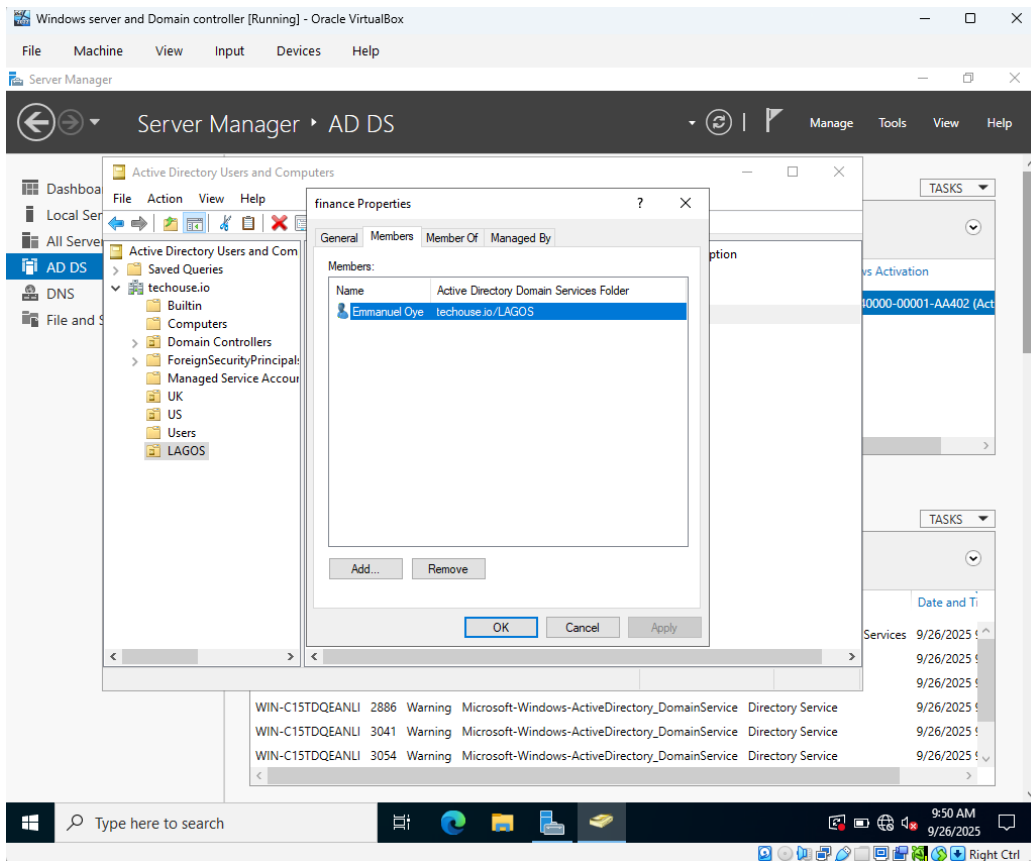 Windows server and Domain controller [Running] - Oracle VirtualBox
File Machine View Input Devices Help
Server Manager
Server Manager AD DS
Manage Tools View Help
Dashboa
Local Ser
All Serve
AD DS
DNS
File and S
Active Directory Users and Computers
File Action View Help
Active Directory Users and Com
Saved Queries
techouse.io
Builtin
Computers
Domain Controllers
ForeignSecurityPrincipals
Managed Service Accour
UK
US
Users
LAGOS
finance Properties
?
General Members Member Of Managed By
Members:
Name Active Directory Domain Services Folder
Emmanuel Oye techouse.io/LAGOS
Add... Remove
OK Cancel Apply
ption
TASKS
vs Activation
40000-00001-AA402 (Act
TASKS
Date and Ti
Services 9/26/2025 9
9/26/2025 9
9/26/2025 9
WIN-C15TDQEANLI 2886 Warning Microsoft-Windows-ActiveDirectory_DomainService Directory Service 9/26/2025 9
WIN-C15TDQEANLI 3041 Warning Microsoft-Windows-ActiveDirectory_DomainService Directory Service 9/26/2025 9
WIN-C15TDQEANLI 3054 Warning Microsoft-Windows-ActiveDirectory_DomainService Directory Service 9/26/2025 9
Type here to search
9:50 AM
9/26/2025
Right Ctrl